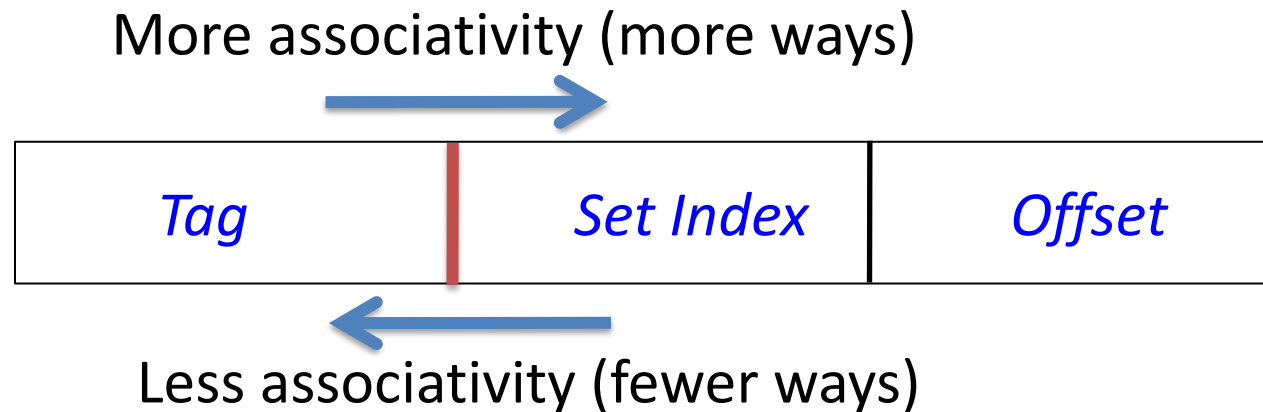 More associativity (more ways)
Tag Set Index Offset
Less associativity (fewer ways)